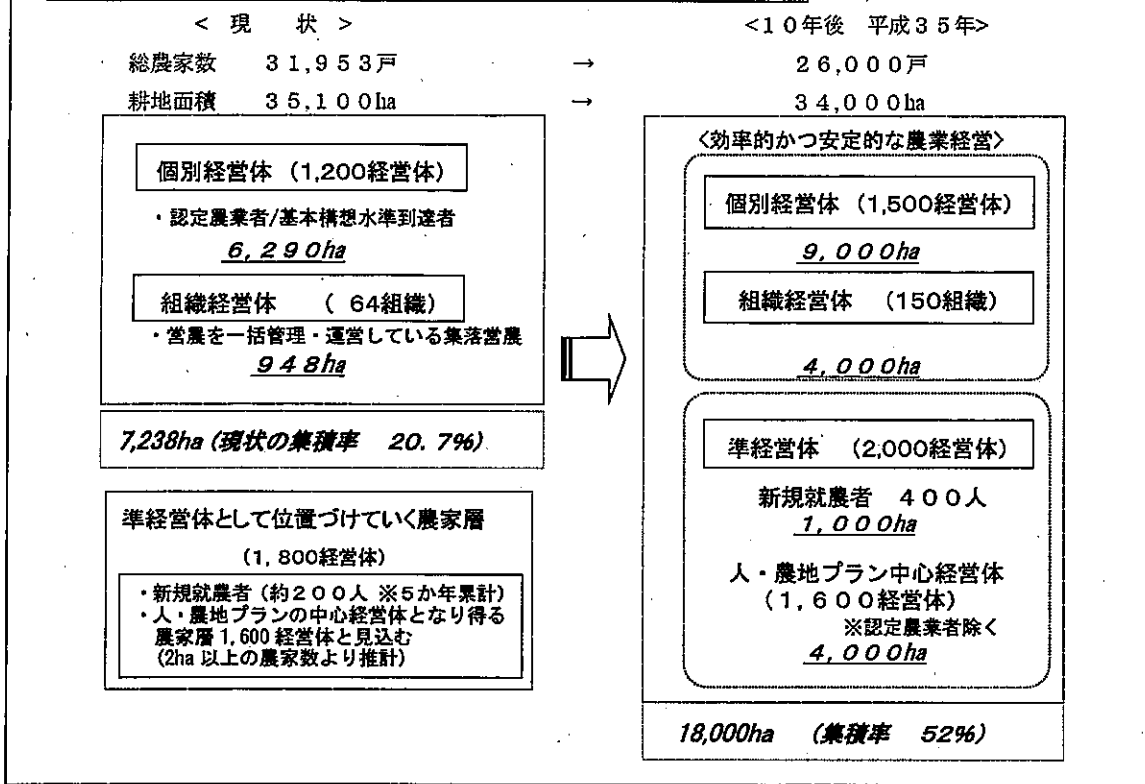 < 現　状 >
<10年後　平成35年>
総農家数　31,953戸　→　26,000戸
耕地面積　35,100ha　→　34,000ha
個別経営体 (1,200経営体)
・認定農業者/基本構想水準到達者
6,290ha
組織経営体　( 64組織)
・営農を一括管理・運営している集落営農
948ha
7,238ha (現状の集積率　20.7%)
準経営体として位置づけていく農家層
(1,800経営体)
・新規就農者 (約200人 ※5か年累計)
・人・農地プランの中心経営体となり得る
農家層1,600経営体と見込む
(2ha以上の農家数より推計)
<効率的かつ安定的な農業経営>
個別経営体 (1,500経営体)
9,000ha
組織経営体　(150組織)
4,000ha
準経営体　(2,000経営体)
新規就農者　400人
1,000ha
人・農地プラン中心経営体
(1,600経営体)
※認定農業者除く
4,000ha
18,000ha　(集積率　52%)